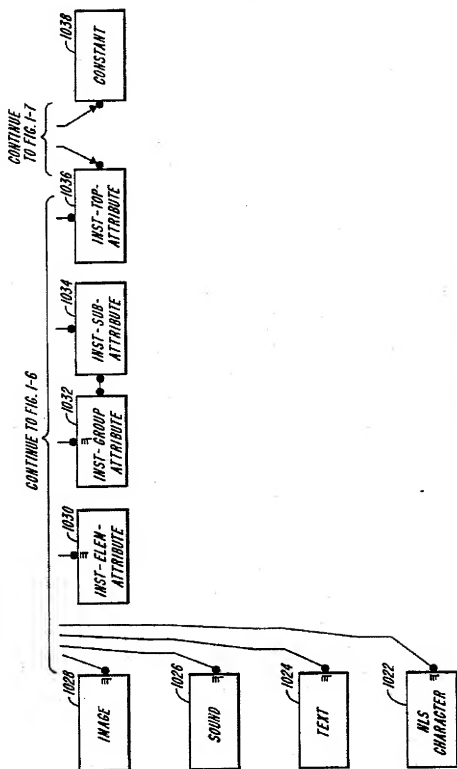 CONTINUE TO FIG. 1-6
CONTINUE
TO FIG. 1-7
1028
IMAGE
1026
SOUND
1024
TEXT
1022
NLS
CHARACTER
1030
INST-ELEM-
ATTRIBUTE
1032
INST-GROUP
ATTRIBUTE
1034
INST-SUB-
ATTRIBUTE
1036
INST-TOP-
ATTRIBUTE
1038
CONSTANT